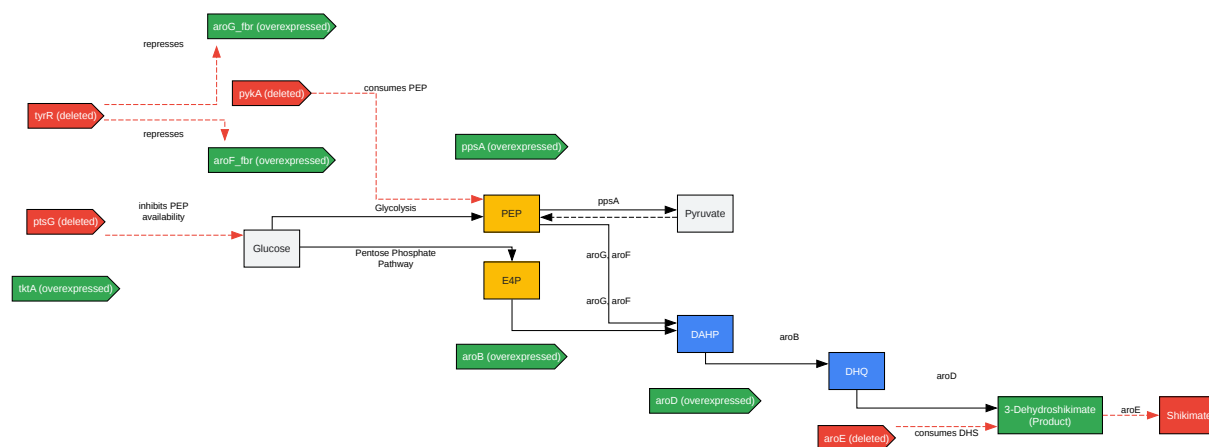 aroG_fbr (overexpressed)
represses
pykA (deleted)
consumes PEP
tyrR (deleted)
represses
ppsA (overexpressed)
aroF_fbr (overexpressed)
inhibits PEP
availability
ptsG (deleted)
Glycolysis
PEP
ppsA
Pyruvate
Glucose
Pentose Phosphate
Pathway
aroG, aroF
E4P
tktA (overexpressed)
aroG, aroF
DAHP
aroB
aroB (overexpressed)
DHQ
aroD
aroD (overexpressed)
3-Dehydroshikimate
(Product)
aroE
Shikimate
aroE (deleted)
consumes DHS